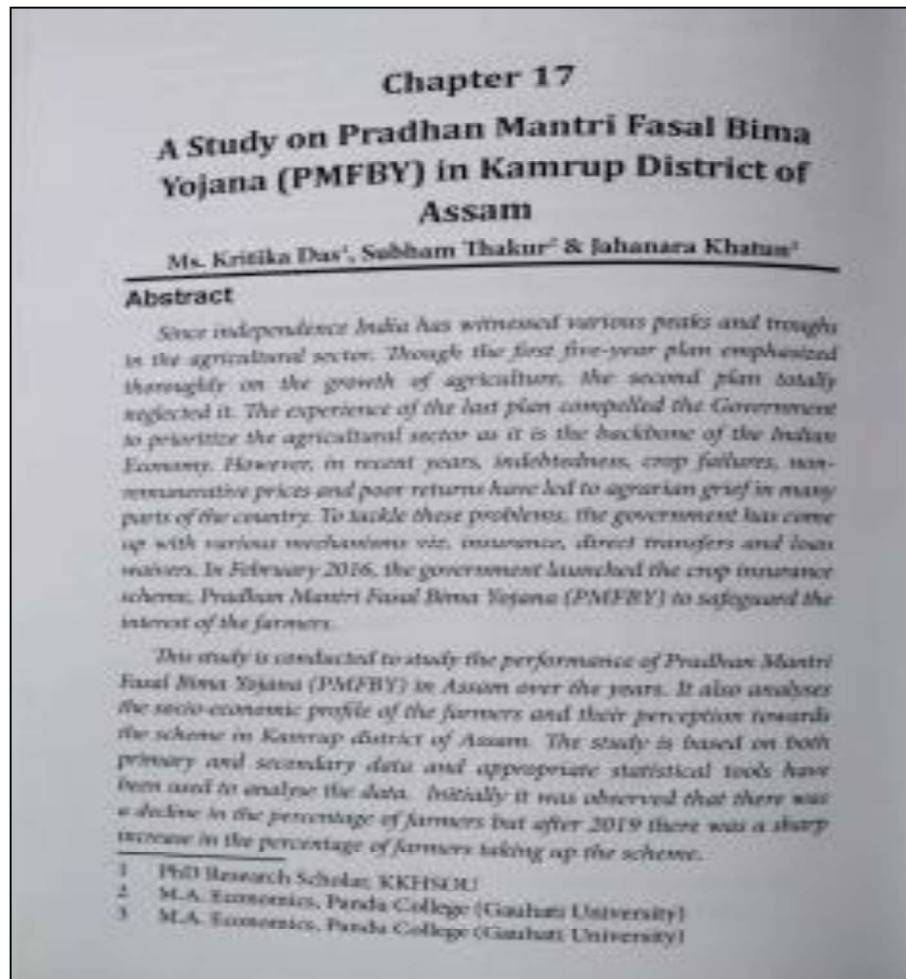 Chapter 17
A Study on Pradhan Mantri Fasal Bima
Yojana (PMFBY) in Kamrup District of
Assam
Ms. Kritika Das¹, Subham Thakur² & Jahanara Khatun³
Abstract
Since independence India has witnessed various peaks and troughs
in the agricultural sector. Though the first five-year plan emphasized
thoroughly on the growth of agriculture, the second plan totally
neglected it. The experience of the last plan compelled the Government
to prioritize the agricultural sector as it is the backbone of the Indian
Economy. However, in recent years, indebtedness, crop failures, non-
remunerative prices and poor returns have led to agrarian grief in many
parts of the country. To tackle these problems, the government has come
up with various mechanisms viz. insurance, direct transfers and loan
waivers. In February 2016, the government launched the crop insurance
scheme, Pradhan Mantri Fasal Bima Yojana (PMFBY) to safeguard the
interest of the farmers.
This study is conducted to study the performance of Pradhan Mantri
Fasal Bima Yojana (PMFBY) in Assam over the years. It also analyses
the socio-economic profile of the farmers and their perception towards
the scheme in Kamrup district of Assam. The study is based on both
primary and secondary data and appropriate statistical tools have
been used to analyse the data. Initially it was observed that there was
a decline in the percentage of farmers but after 2019 there was a sharp
increase in the percentage of farmers taking up the scheme.
1 PhD Research Scholar, KKHSOU
2 M.A. Economics, Pandu College (Gauhati University)
3 M.A. Economics, Pandu College (Gauhati University)